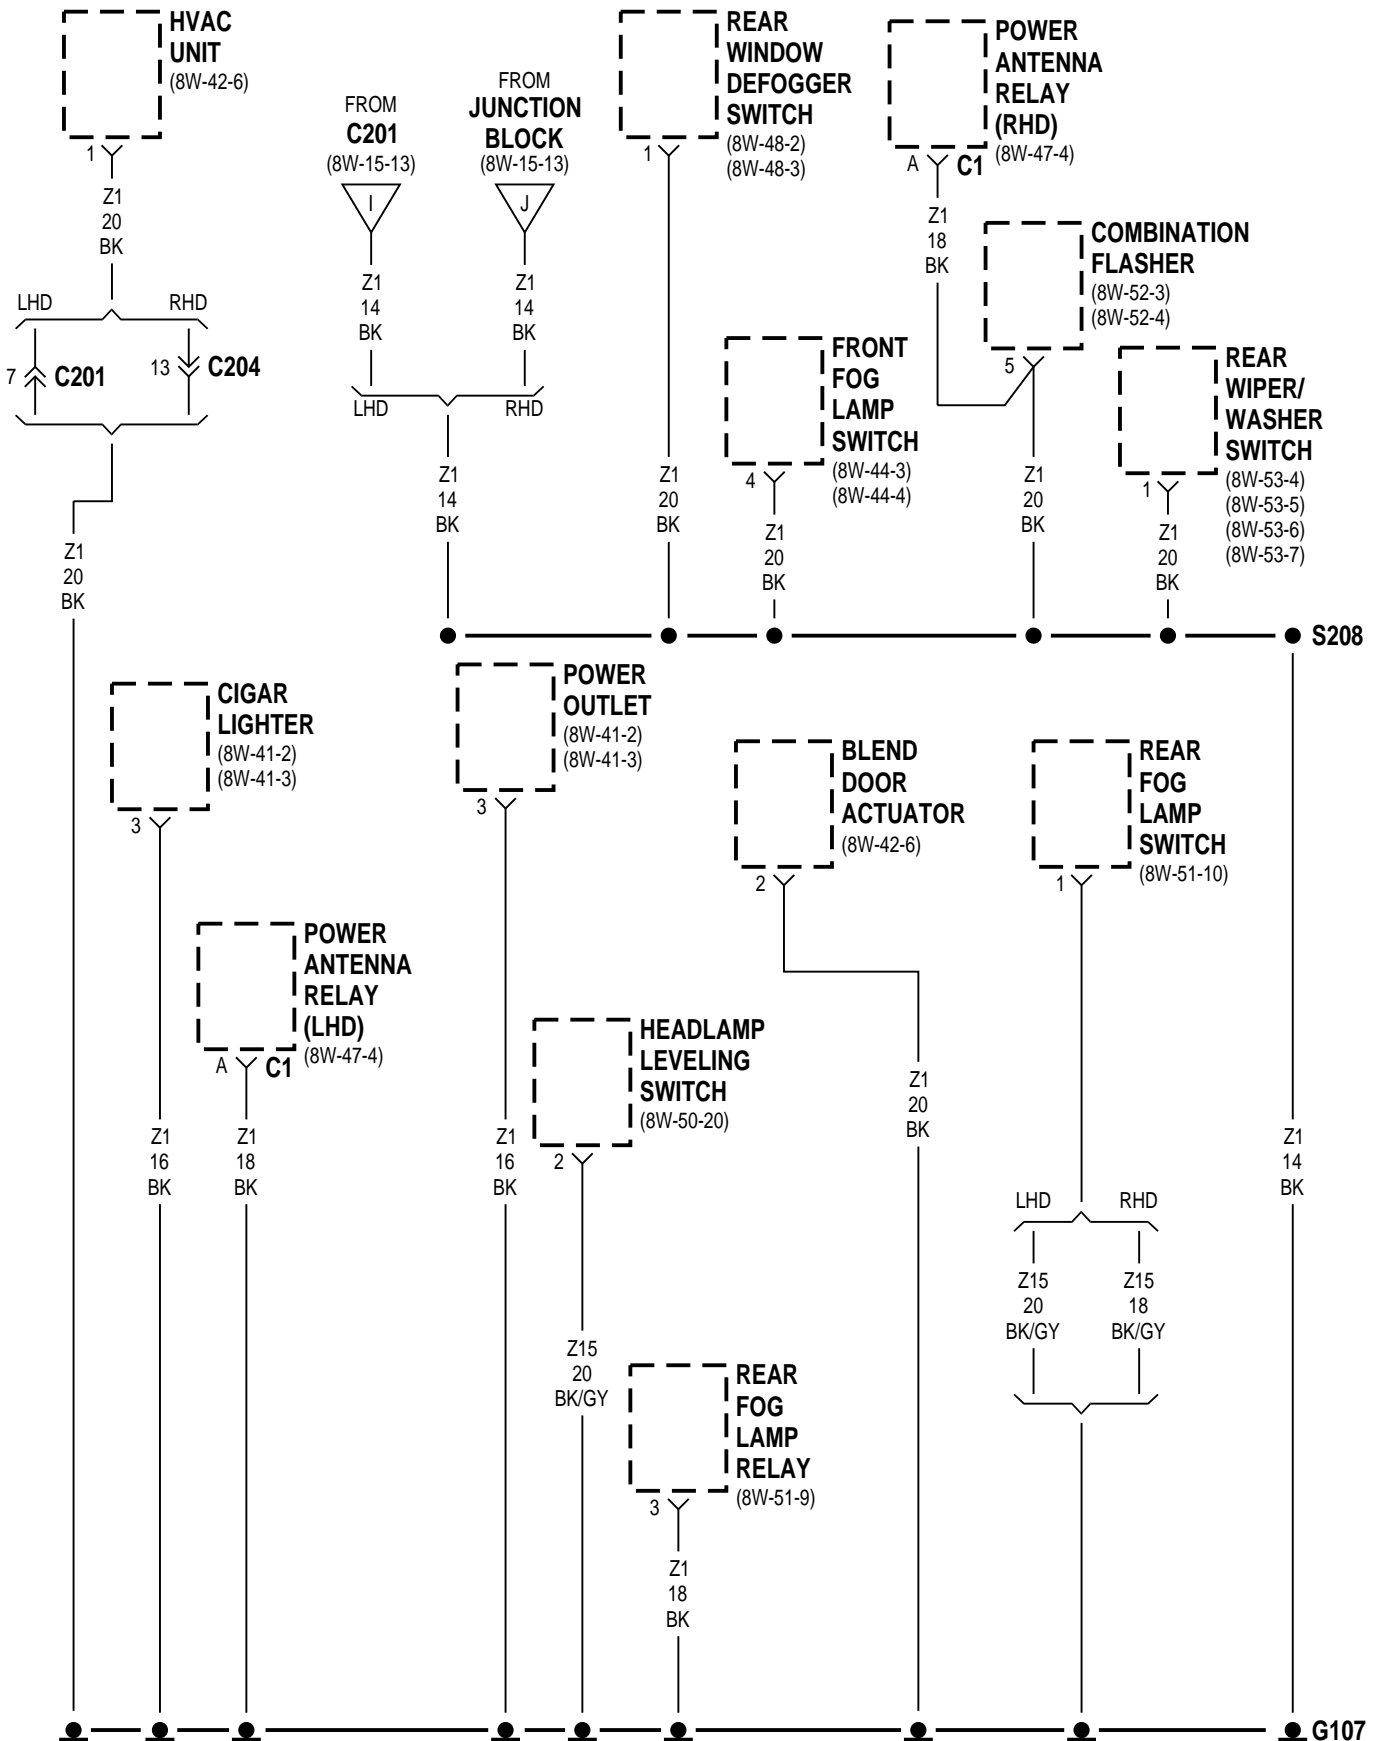 HVAC
UNIT
(8W-42-6)
1
Z1
20
BK
LHD
RHD
7
C201
13
C204
Z1
20
BK
FROM
C201
(8W-15-13)
I
Z1
14
BK
LHD
FROM
JUNCTION
BLOCK
(8W-15-13)
J
Z1
14
BK
RHD
Z1
14
BK
REAR
WINDOW
DEFOGGER
SWITCH
(8W-48-2)
(8W-48-3)
1
Z1
20
BK
POWER
ANTENNA
RELAY
(RHD)
(8W-47-4)
A
C1
Z1
18
BK
COMBINATION
FLASHER
(8W-52-3)
(8W-52-4)
5
Z1
20
BK
FRONT
FOG
LAMP
SWITCH
(8W-44-3)
(8W-44-4)
4
Z1
20
BK
REAR
WIPER/
WASHER
SWITCH
(8W-53-4)
(8W-53-5)
(8W-53-6)
(8W-53-7)
1
Z1
20
BK
S208
CIGAR
LIGHTER
(8W-41-2)
(8W-41-3)
3
Z1
16
BK
POWER
ANTENNA
RELAY
(LHD)
(8W-47-4)
A
C1
Z1
18
BK
POWER
OUTLET
(8W-41-2)
(8W-41-3)
3
Z1
16
BK
HEADLAMP
LEVELING
SWITCH
(8W-50-20)
2
Z15
20
BK/GY
REAR
FOG
LAMP
RELAY
(8W-51-9)
3
Z1
18
BK
BLEND
DOOR
ACTUATOR
(8W-42-6)
2
Z1
20
BK
REAR
FOG
LAMP
SWITCH
(8W-51-10)
1
LHD
RHD
Z15
20
BK/GY
Z15
18
BK/GY
Z1
14
BK
G107